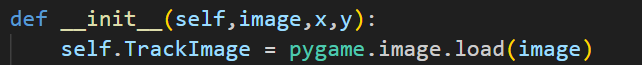 def __init__(self,image,x,y):
    self.TrackImage = pygame.image.load(image)